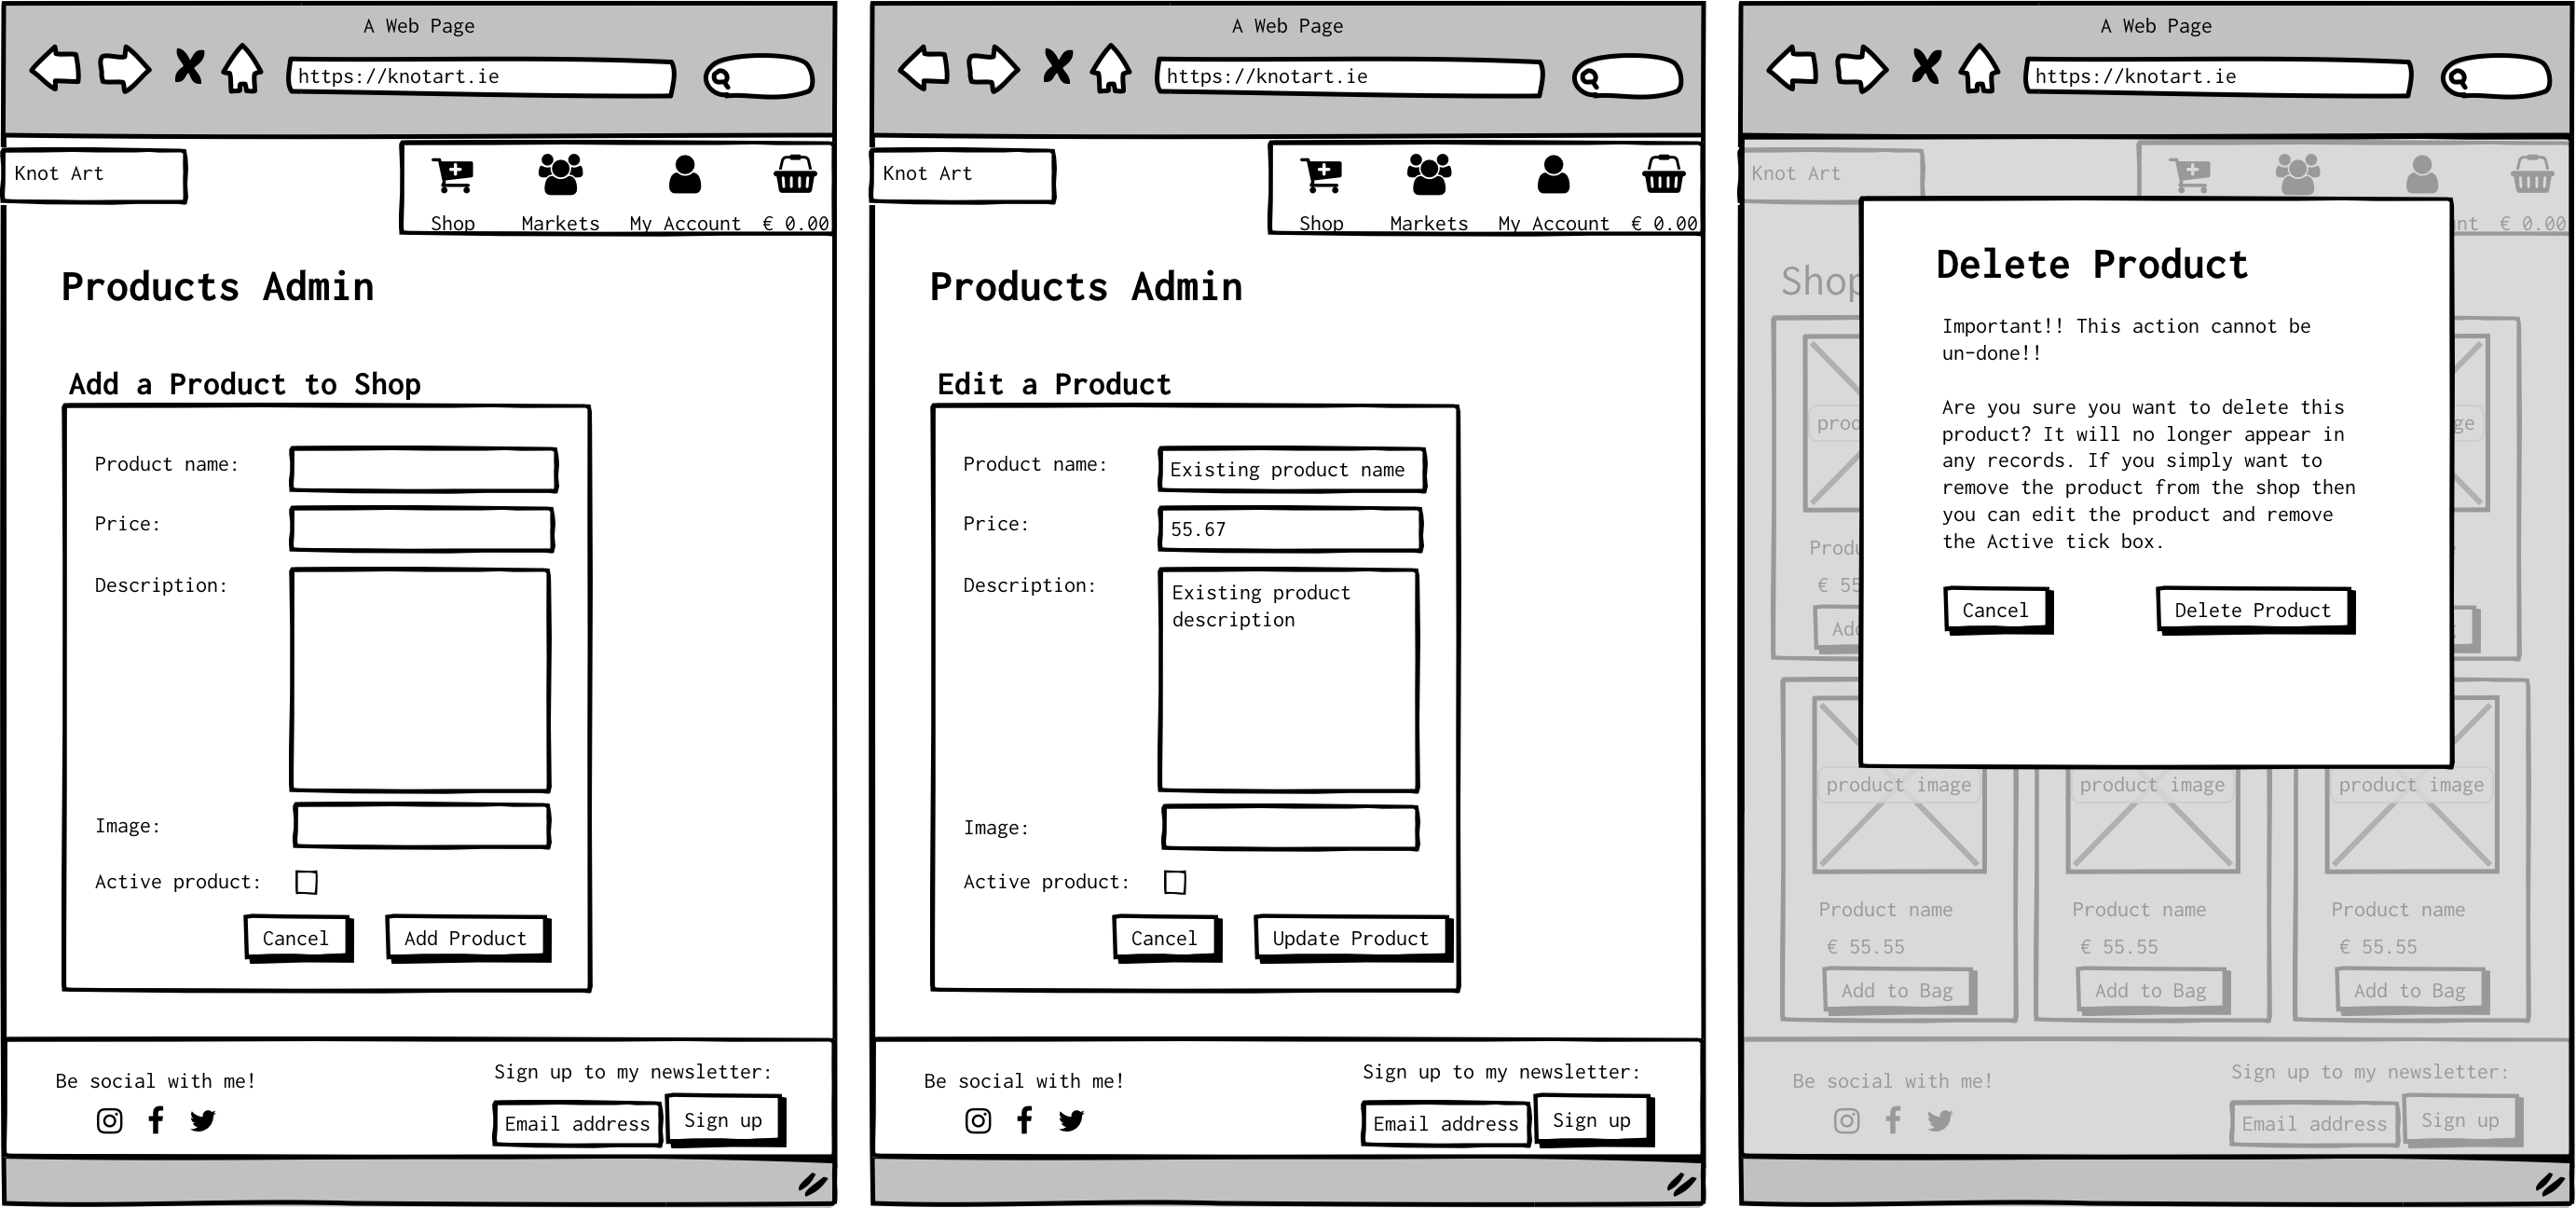 A Web Page
https://knotart.ie
Knot Art
Shop Markets My Account € 0.00
Products Admin
Add a Product to Shop
Product name:
Price:
Description:
Image:
Active product:
Cancel Add Product
Be social with me!
Sign up to my newsletter:
Email address Sign up
A Web Page
https://knotart.ie
Knot Art
Shop Markets My Account € 0.00
Products Admin
Edit a Product
Product name: Existing product name
Price: 55.67
Description: Existing product
description
Image:
Active product:
Cancel Update Product
Be social with me!
Sign up to my newsletter:
Email address Sign up
A Web Page
https://knotart.ie
Knot Art
€ 0.00
Shop
Delete Product
Important!! This action cannot be
un-done!!
Are you sure you want to delete this
product? It will no longer appear in
any records. If you simply want to
remove the product from the shop then
you can edit the product and remove
the Active tick box.
Cancel Delete Product
product image product image product image
Product name Product name Product name
€ 55.55 € 55.55 € 55.55
Add to Bag Add to Bag Add to Bag
Be social with me!
Sign up to my newsletter:
Email address Sign up